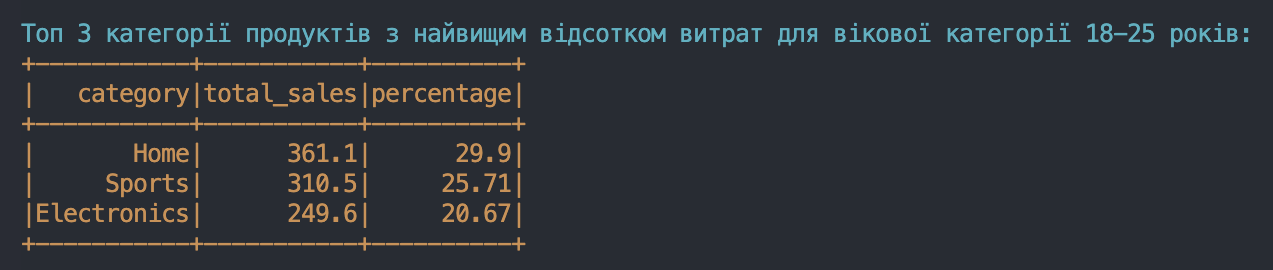 Топ 3 категорії продуктів з найвищим відсотком витрат для вікової категорії 18-25 років:
+-----------+-----------+----------+
|   category|total_sales|percentage|
+-----------+-----------+----------+
|       Home|      361.1|      29.9|
|     Sports|      310.5|     25.71|
|Electronics|      249.6|     20.67|
+-----------+-----------+----------+